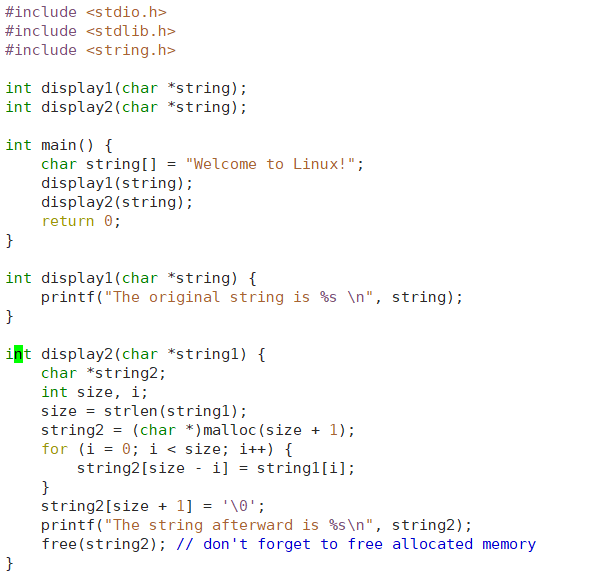 #include <stdio.h>
#include <stdlib.h>
#include <string.h>

int display1(char *string);
int display2(char *string);

int main() {
    char string[] = "Welcome to Linux!";
    display1(string);
    display2(string);
    return 0;
}

int display1(char *string) {
    printf("The original string is %s \n", string);
}

int display2(char *string1) {
    char *string2;
    int size, i;
    size = strlen(string1);
    string2 = (char *)malloc(size + 1);
    for (i = 0; i < size; i++) {
        string2[size - i] = string1[i];
    }
    string2[size + 1] = '\0';
    printf("The string afterward is %s\n", string2);
    free(string2); // don't forget to free allocated memory
}